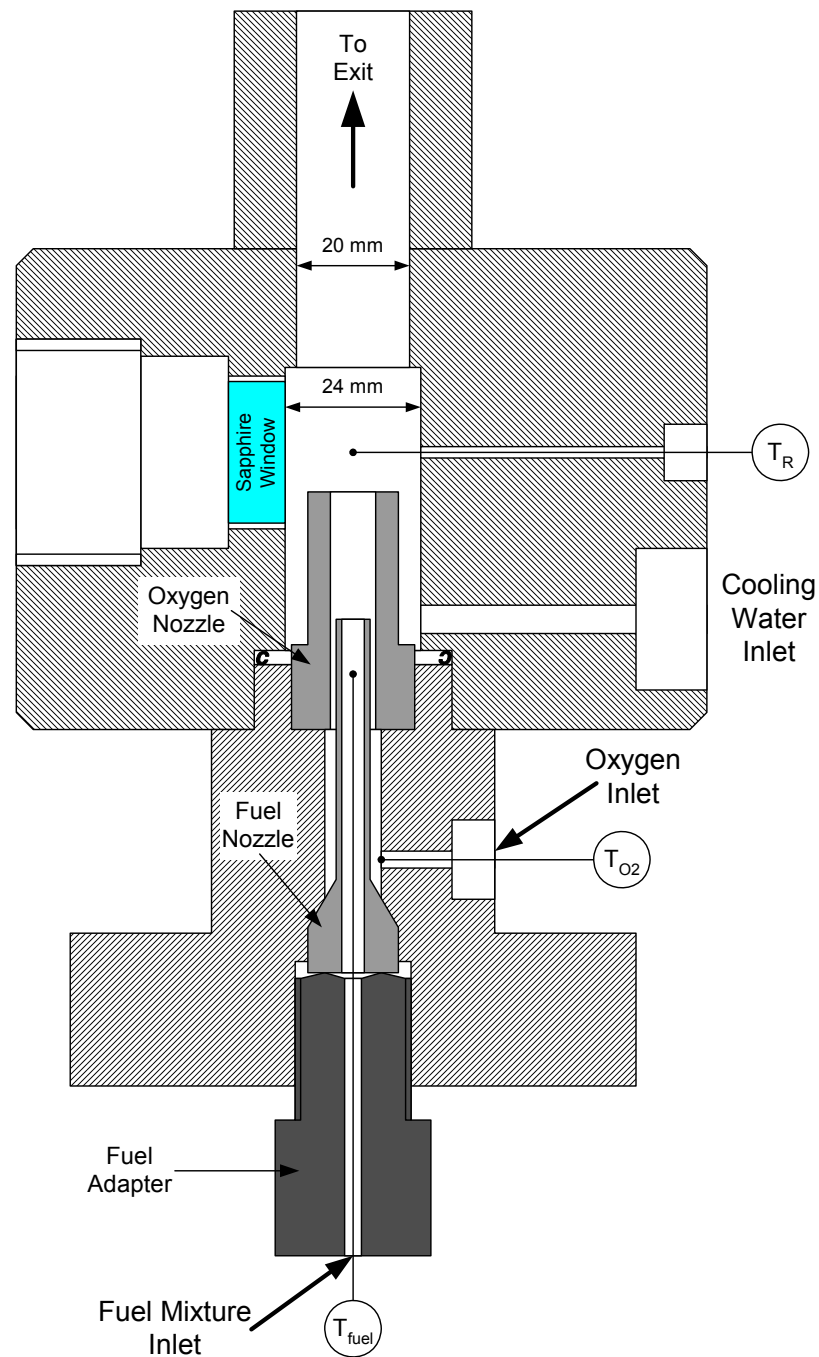 To
Exit
20 mm
24 mm
Sapphire
Window
T_R
Oxygen
Nozzle
Cooling
Water
Inlet
Oxygen
Inlet
Fuel
Nozzle
T_O2
Fuel
Adapter
Fuel Mixture
Inlet
T_fuel